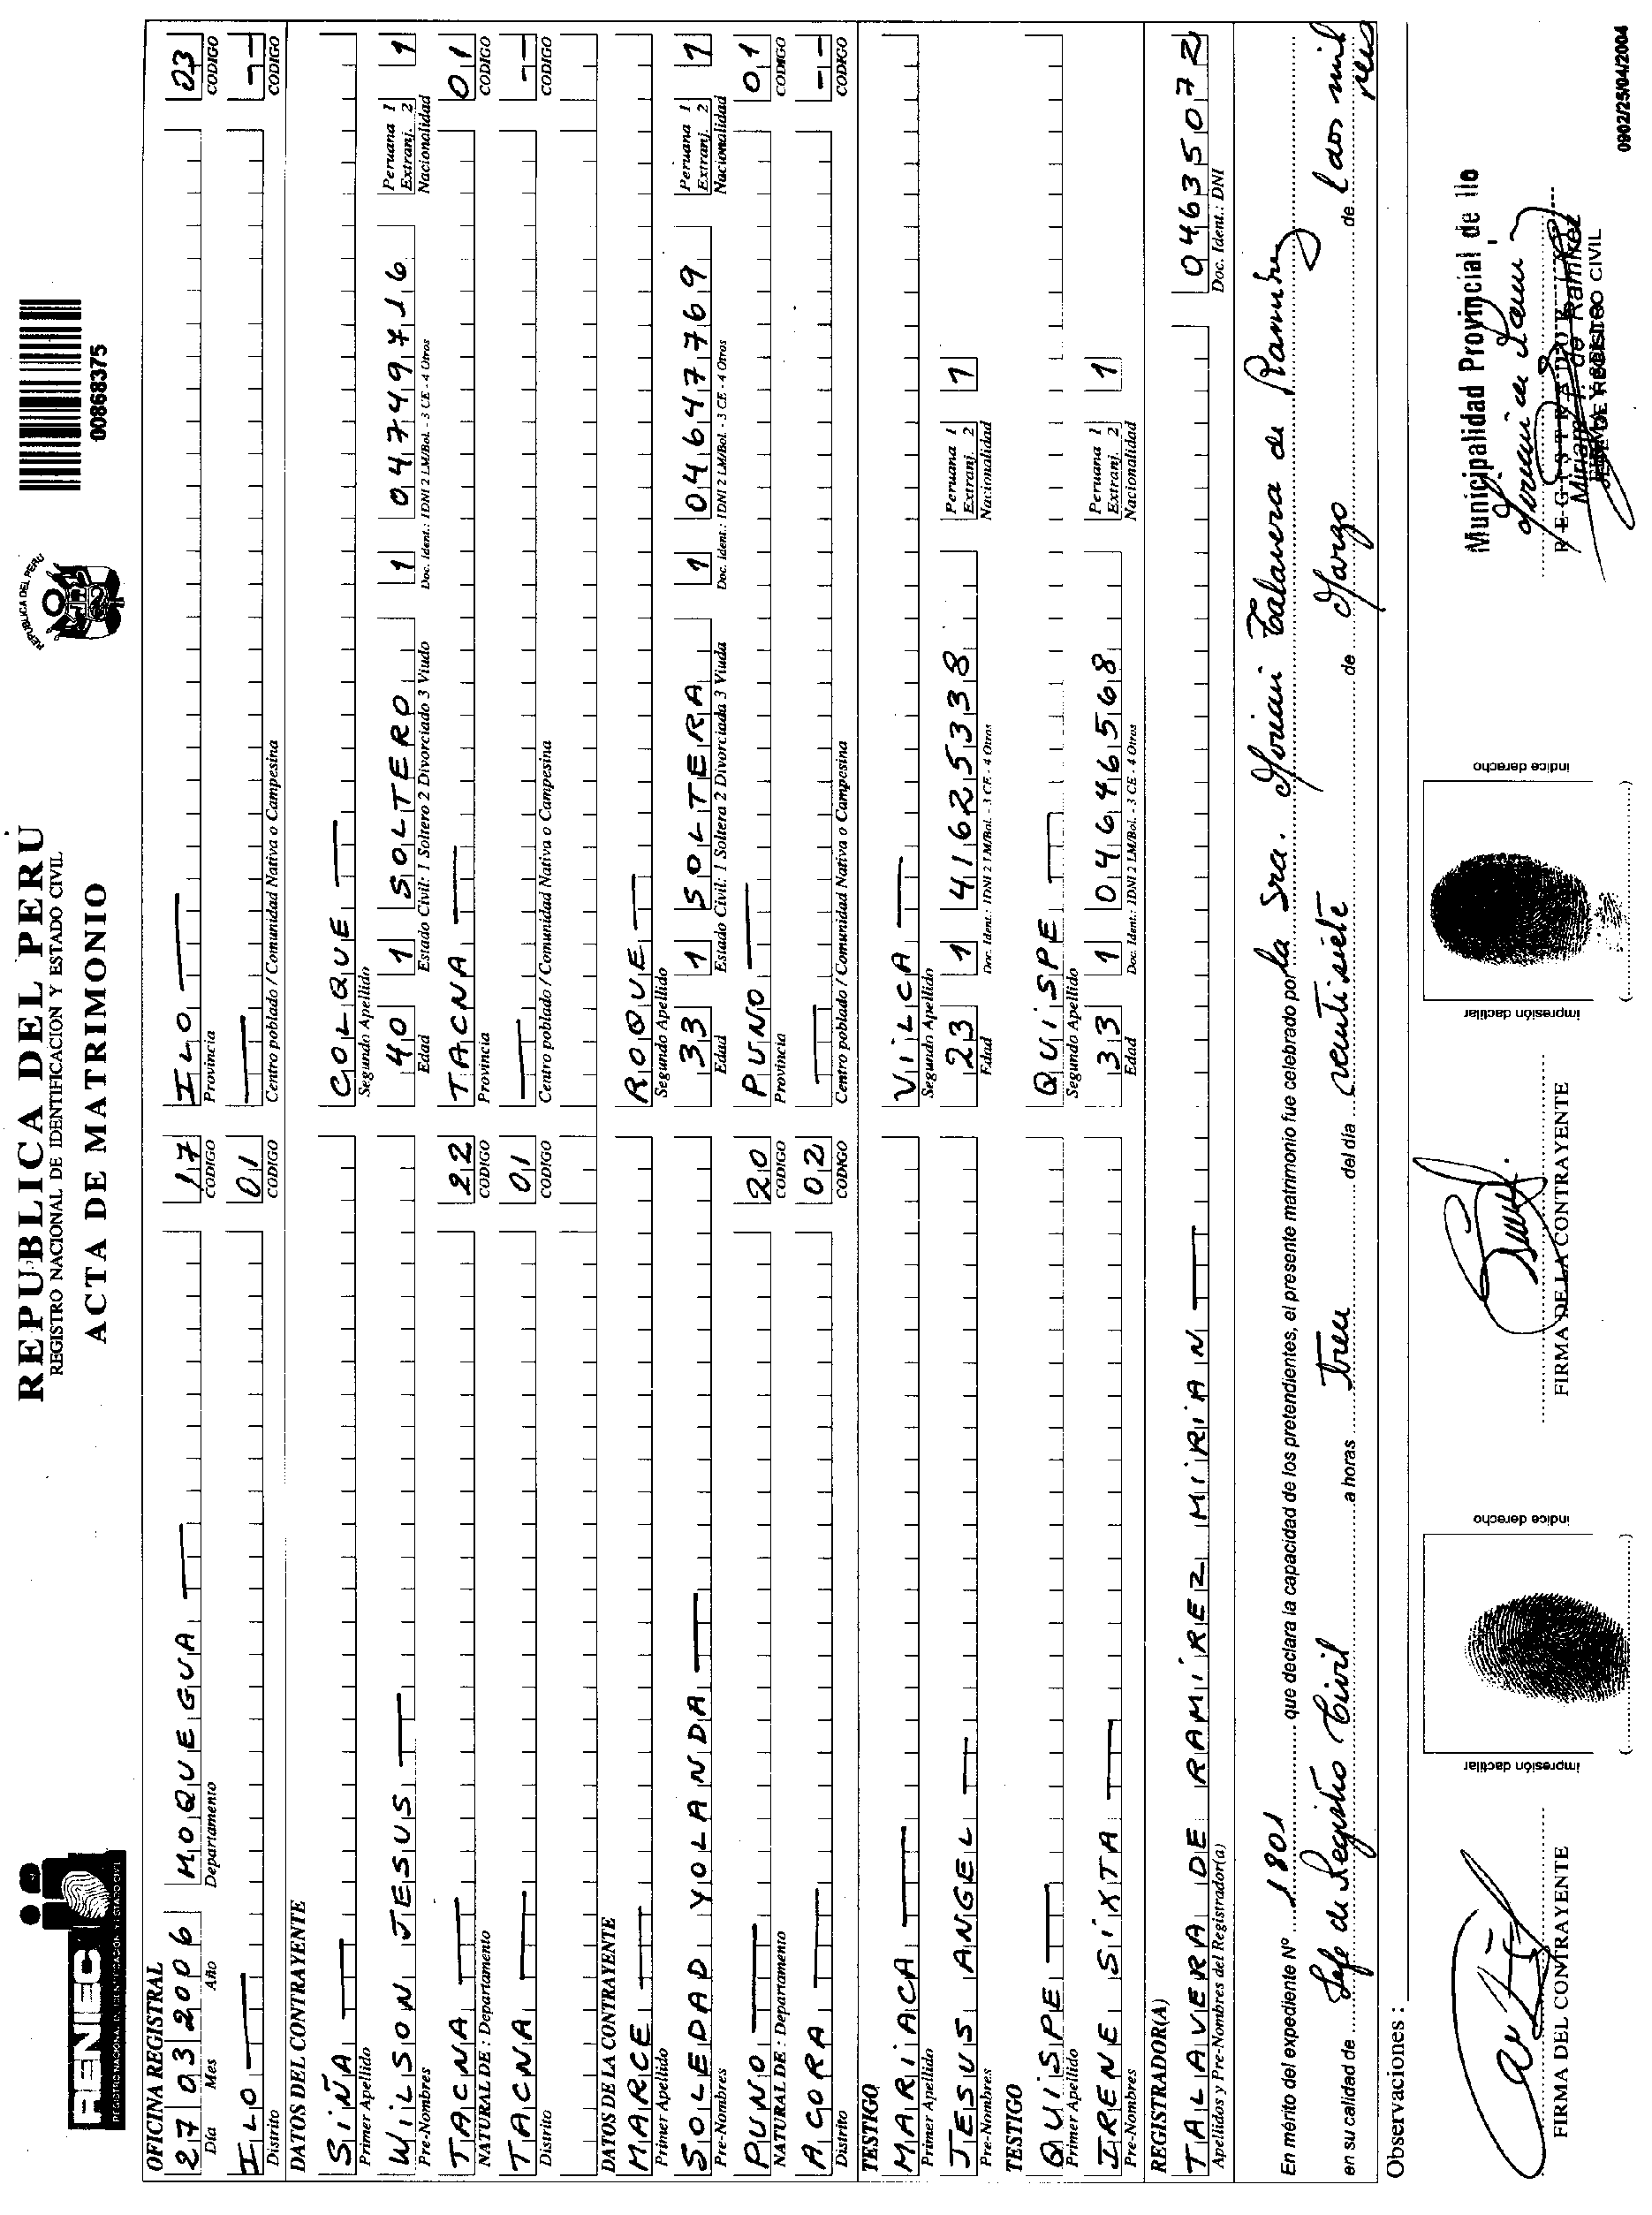 RENIEC
REGISTRO NACIONAL DE IDENTIFICACION Y ESTADO CIVIL
REPUBLICA DEL PERU
REGISTRO NACIONAL DE IDENTIFICACION Y ESTADO CIVIL
ACTA DE MATRIMONIO
REPUBLICA DEL PERU
00868375
OFICINA REGISTRAL
27 03 2006 MOQUEGUA 17 ILO 03
Dia Mes Año Departamento CODIGO Provincia CODIGO
ILO 01 --
Distrito CODIGO Centro poblado / Comunidad Nativa o Campesina CODIGO
DATOS DEL CONTRAYENTE
SIÑA COLQUE
Primer Apellido Segundo Apellido
WILSON JESUS 40 1 SOLTERO 1 04749716 Peruana 1 Extranj. 2 1
Pre-Nombres Edad Estado Civil: 1 Soltero 2 Divorciado 3 Viudo Doc. Ident.: 1DNI 2 LM/Bol. - 3 CE - 4 Otros Nacionalidad
TACNA 22 TACNA 01
NATURAL DE : Departamento CODIGO Provincia CODIGO
TACNA 01 --
Distrito CODIGO Centro poblado / Comunidad Nativa o Campesina CODIGO
DATOS DE LA CONTRAYENTE
MARCE ROQUE
Primer Apellido Segundo Apellido
SOLEDAD YOLANDA 33 1 SOLTERA 1 04647769 Peruana 1 Extranj. 2 1
Pre-Nombres Edad Estado Civil: 1 Soltera 2 Divorciada 3 Viuda Doc. Ident.: 1DNI 2 LM/Bol. - 3 CE - 4 Otros Nacionalidad
PUNO 20 PUNO 01
NATURAL DE : Departamento CODIGO Provincia CODIGO
ACORA 02 --
Distrito CODIGO Centro poblado / Comunidad Nativa o Campesina CODIGO
TESTIGO
MARIACA VILCA
Primer Apellido Segundo Apellido
JESUS ANGEL 23 1 41625338 Peruana 1 Extranj. 2 1
Pre-Nombres Edad Doc. Ident.: 1DNI 2 LM/Bol. - 3 CE - 4 Otros Nacionalidad
TESTIGO
QUISPE QUISPE
Primer Apellido Segundo Apellido
IRENE SIXTA 33 1 04646568 Peruana 1 Extranj. 2 1
Pre-Nombres Edad Doc. Ident.: 1DNI 2 LM/Bol. - 3 CE - 4 Otros Nacionalidad
REGISTRADOR(A)
TALAVERA DE RAMIREZ MIRIAN 04635072
Apellidos y Pre-Nombres del Registrador(a) Doc. Ident.: DNI
En mérito del expediente Nº 1801 que declara la capacidad de los pretendientes, el presente matrimonio fue celebrado por la Sra. Mirian Talavera de Ramirez
en su calidad de Jefe de Registro Civil a horas trece del día veintisiete de Marzo de dos mil seis
Observaciones :
FIRMA DEL CONTRAYENTE
impresión dactilar
indice derecho
FIRMA DE LA CONTRAYENTE
impresión dactilar
indice derecho
Municipalidad Provincial de Ilo
REGISTRADOR
JEFE DE REGISTRO CIVIL
0902/25/04/2004